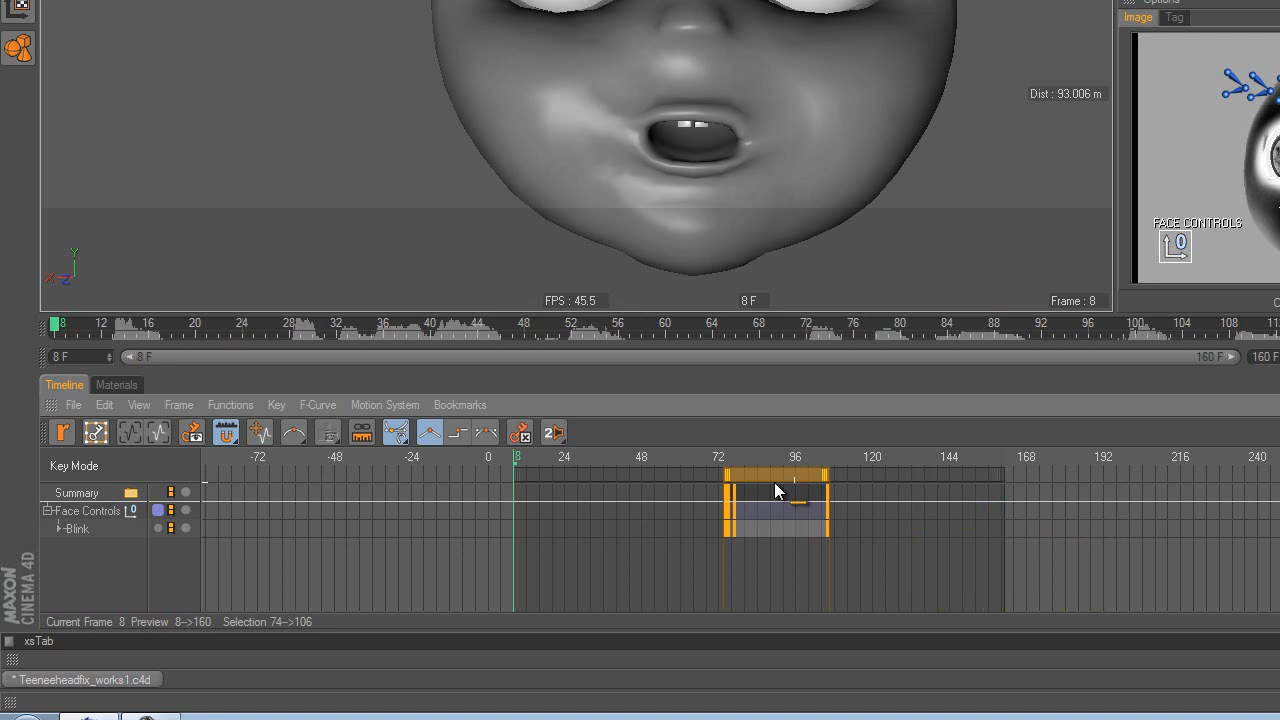 Options
Image Tag
Dist : 93.006 m
FACE CONTROLS
0
Y
X Z
FPS : 45.5 8 F Frame : 8
8 12 16 20 24 28 32 36 40 44 48 52 56 60 64 68 72 76 80 84 88 92 96 100 104 108
8 F 8 F 160 F 160 F
Timeline Materials
File Edit View Frame Functions Key F-Curve Motion System Bookmarks
Key Mode -72 -48 -24 0 8 24 48 72 96 120 144 168 192 216 240
Summary
Face Controls 0
Blink
MAXON
CINEMA 4D
Current Frame 8 Preview 8-->160 Selection 74-->106
xsTab
* Teeneeheadfix_works1.c4d